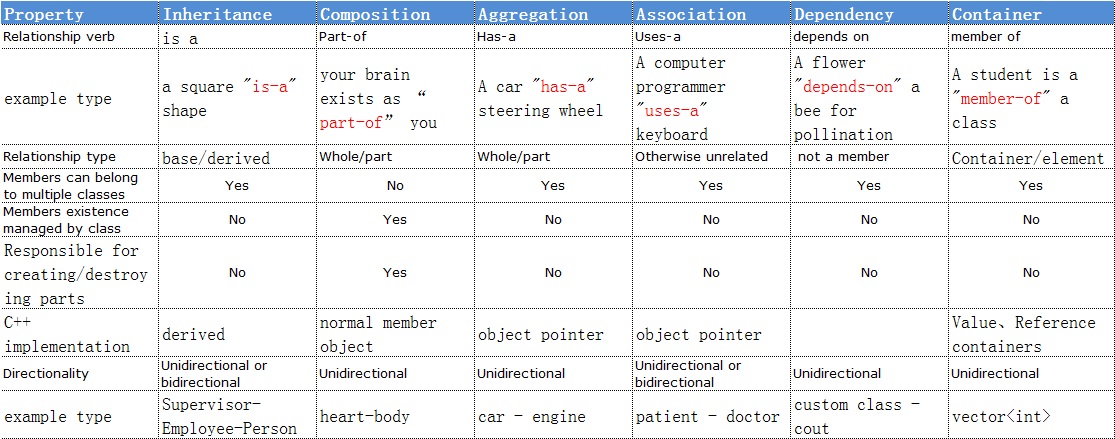 Property Inheritance Composition Aggregation Association Dependency Container
Relationship verb is a Part-of Has-a Uses-a depends on member of
example type a square "is-a" shape your brain exists as “part-of” you A car "has-a" steering wheel A computer programmer "uses-a" keyboard A flower "depends-on" a bee for pollination A student is a "member-of" a class
Relationship type base/derived Whole/part Whole/part Otherwise unrelated not a member Container/element
Members can belong to multiple classes Yes No Yes Yes Yes Yes
Members existence managed by class No Yes No No No No
Responsible for creating/destroying parts No Yes No No No No
C++ implementation derived normal member object object pointer object pointer Value、Reference containers
Directionality Unidirectional or bidirectional Unidirectional Unidirectional Unidirectional or bidirectional Unidirectional Unidirectional
example type Supervisor-Employee-Person heart-body car - engine patient - doctor custom class - cout vector<int>